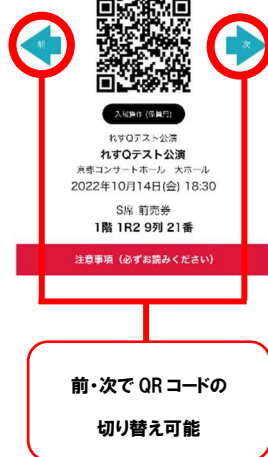 前
次
入場操作 (係員用)
れすQテスト公演
れすQテスト公演
京都コンサートホール 大ホール
2022年10月14日(金) 18:30
S席 前売券
1階 1R2 9列 21番
注意事項（必ずお読みください）
前・次で QR コードの
切り替え可能